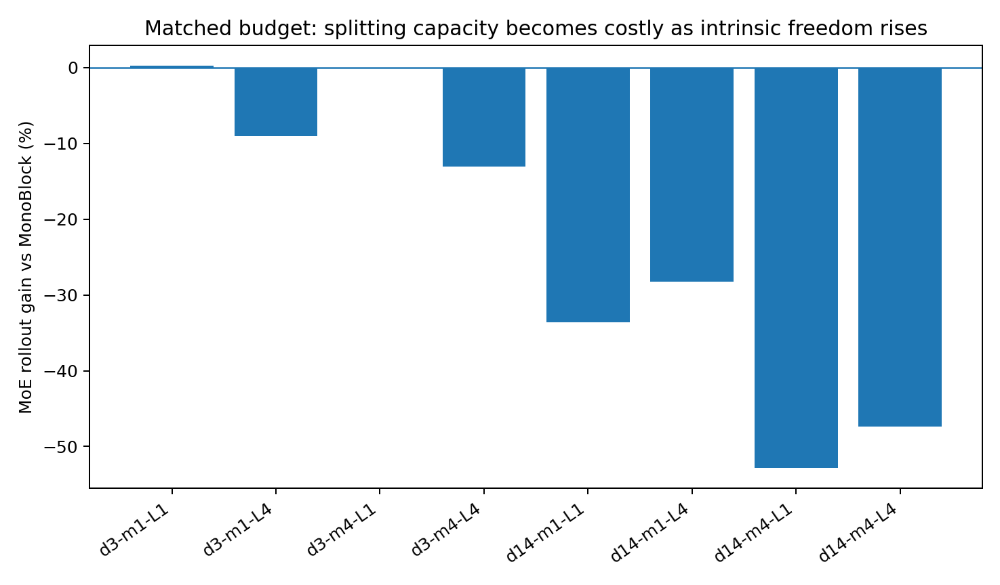 Matched budget: splitting capacity becomes costly as intrinsic freedom rises
MoE rollout gain vs MonoBlock (%)
0
−10
−20
−30
−40
−50
d3-m1-L1
d3-m1-L4
d3-m4-L1
d3-m4-L4
d14-m1-L1
d14-m1-L4
d14-m4-L1
d14-m4-L4